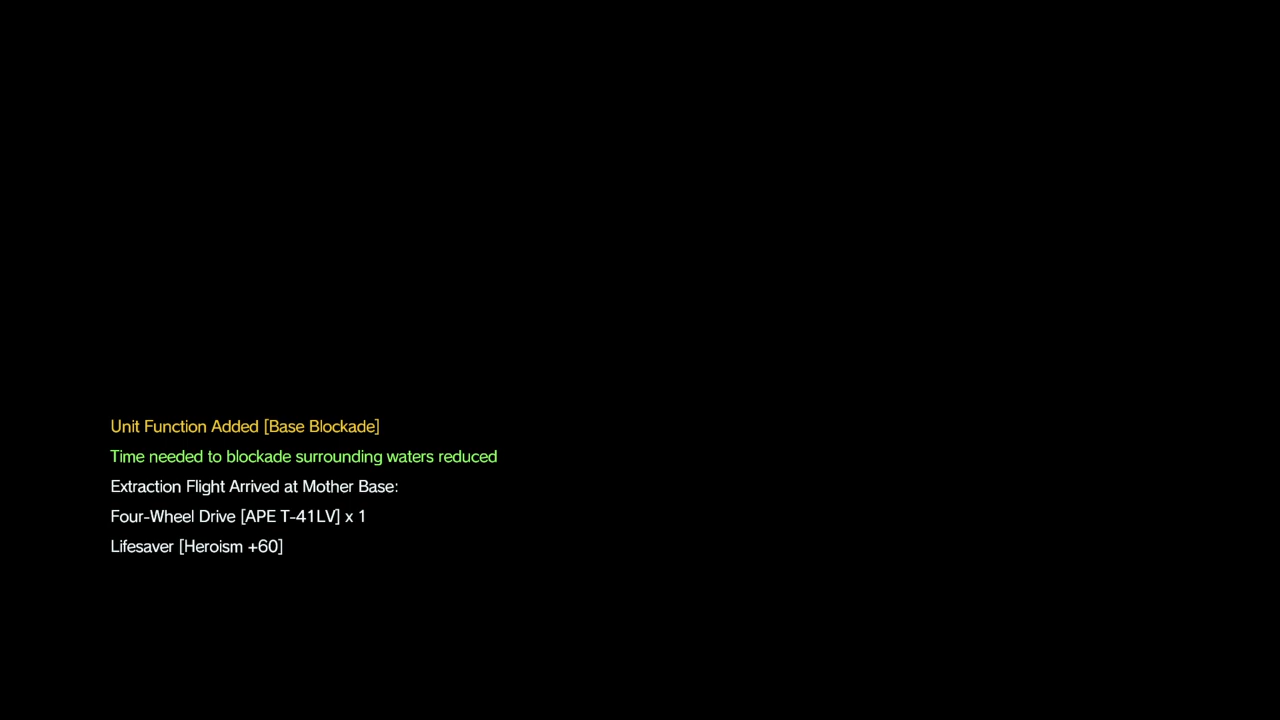 Unit Function Added [Base Blockade]
Time needed to blockade surrounding waters reduced
Extraction Flight Arrived at Mother Base:
Four-Wheel Drive [APE T-41LV] x 1
Lifesaver [Heroism +60]